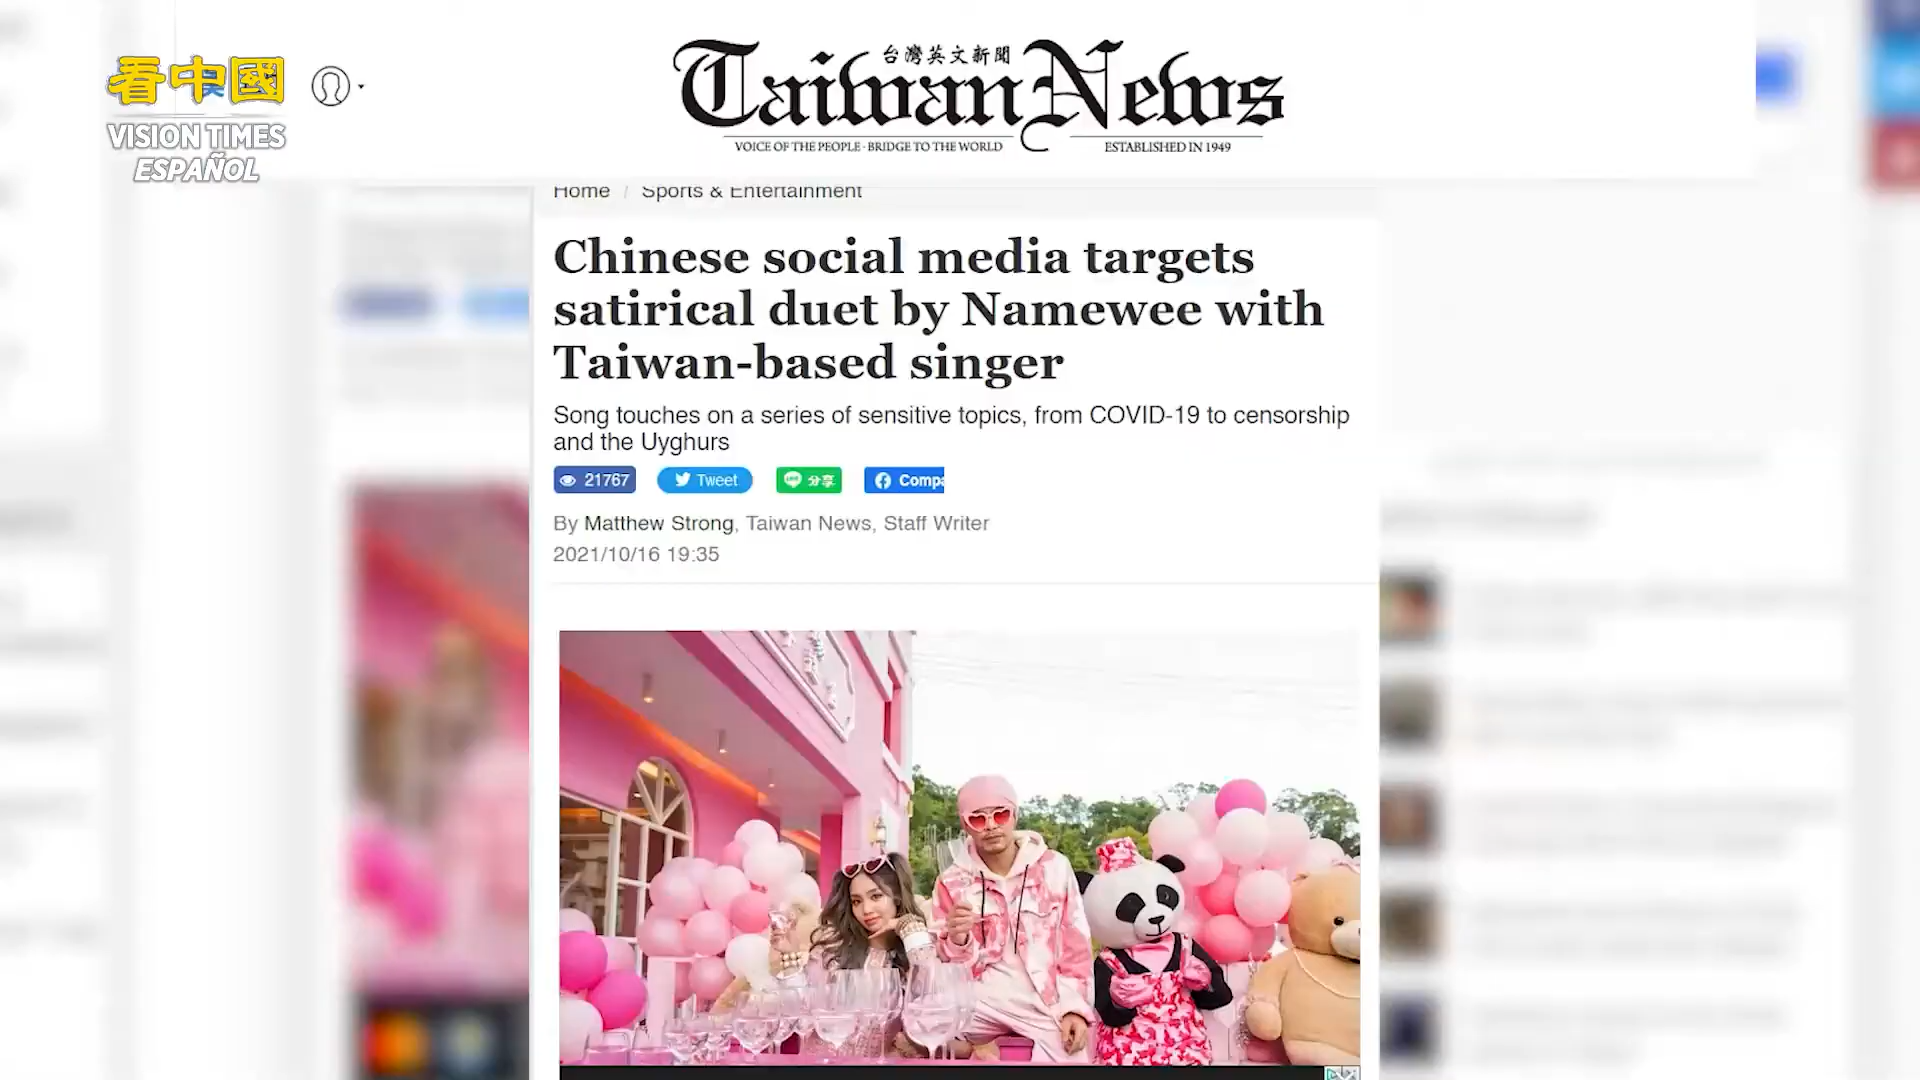 看中國
VISION TIMES
ESPAÑOL
台灣英文新聞
Taiwan News
VOICE OF THE PEOPLE · BRIDGE TO THE WORLD
ESTABLISHED IN 1949
Home / Sports & Entertainment
Chinese social media targets
satirical duet by Namewee with
Taiwan-based singer
Song touches on a series of sensitive topics, from COVID-19 to censorship
and the Uyghurs
21767
Tweet
分享
Compa
By Matthew Strong, Taiwan News, Staff Writer
2021/10/16 19:35